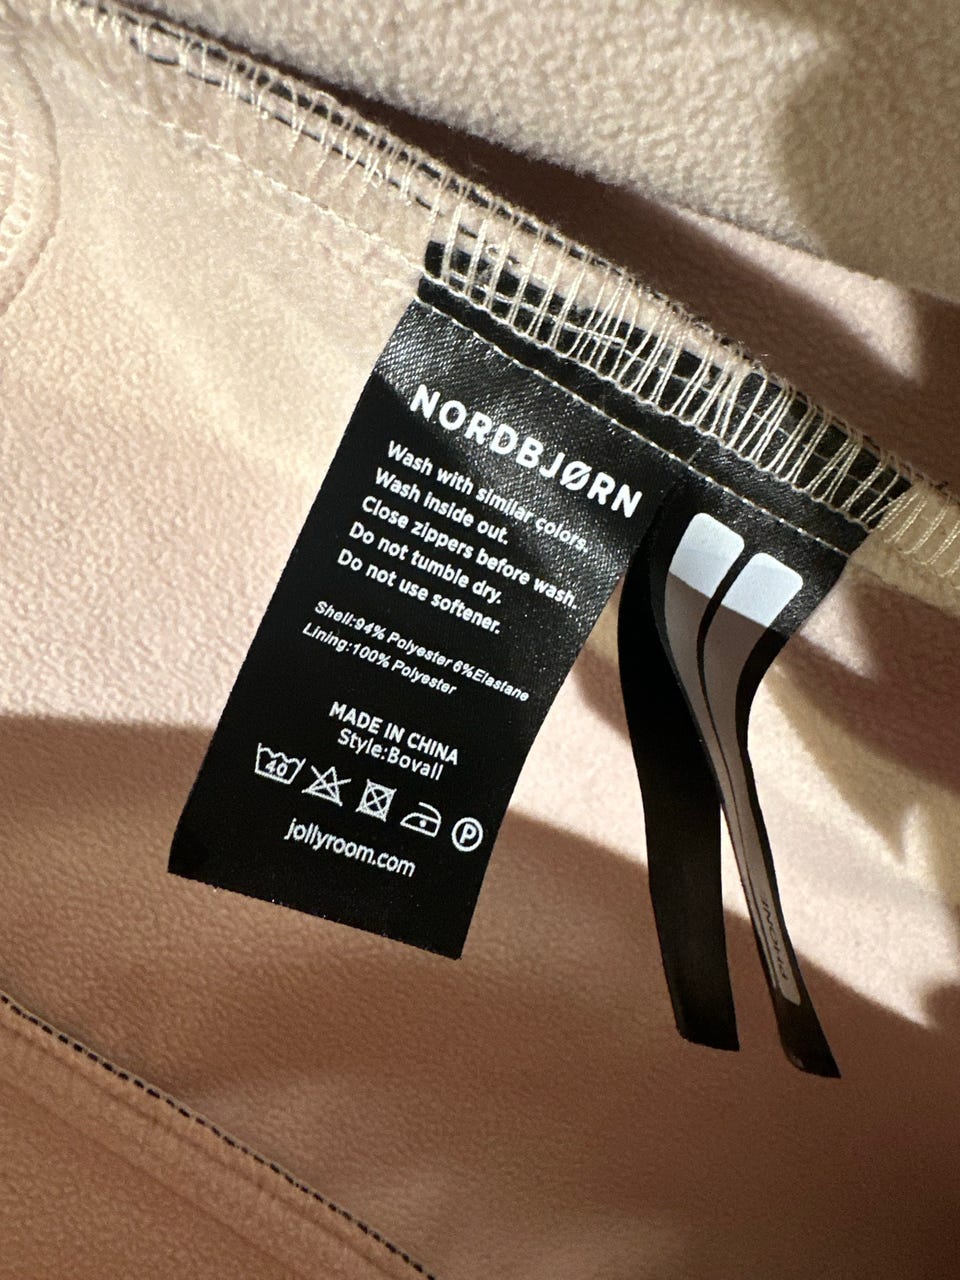 NORDBJØRN
Wash with similar colors.
Wash inside out.
Close zippers before wash.
Do not tumble dry.
Do not use softener.
Shell:94% Polyester 6%Elastane
Lining:100% Polyester
MADE IN CHINA
Style:Bovall
40
P
jollyroom.com
PHONE